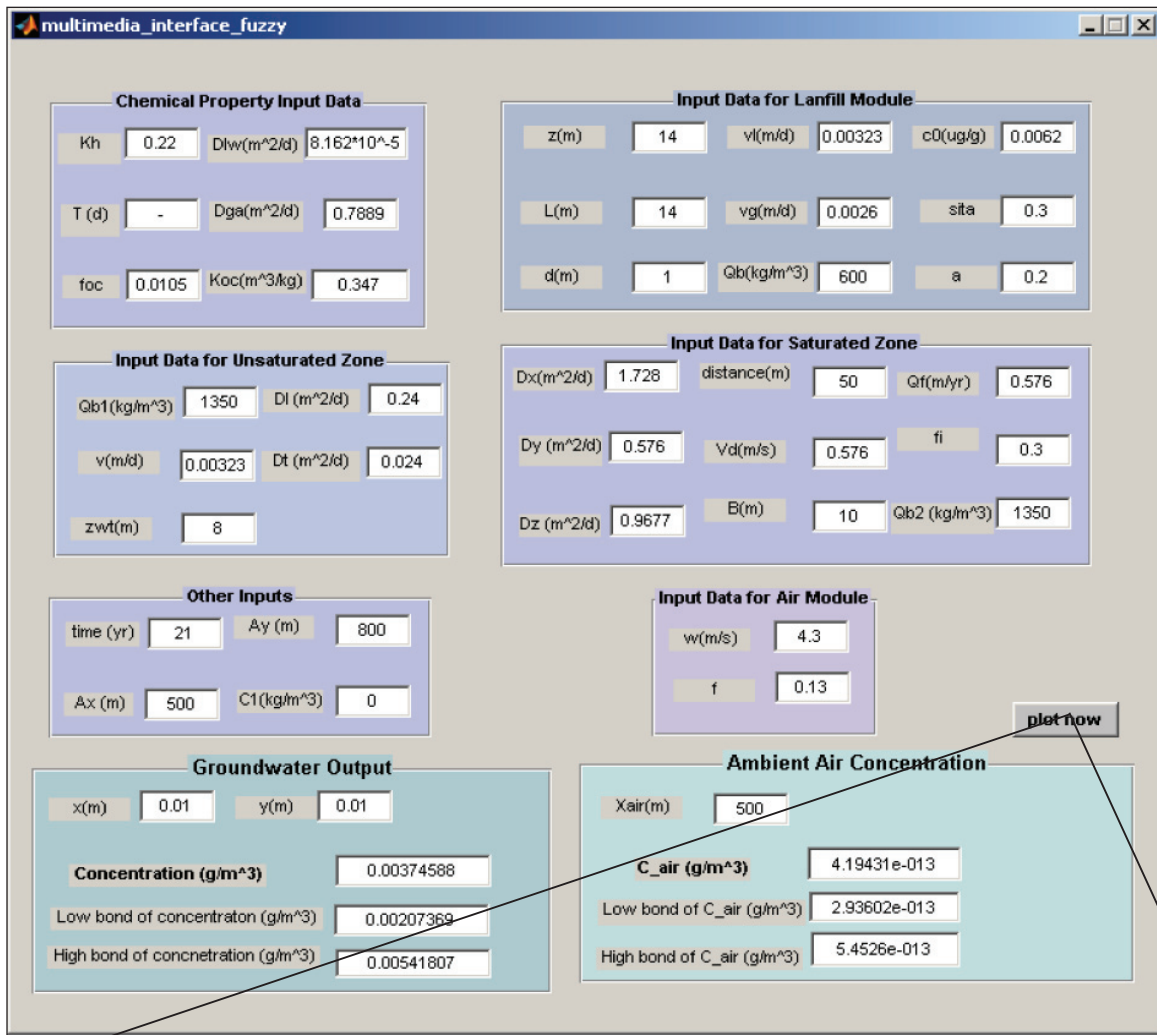 multimedia_interface_fuzzy
Chemical Property Input Data
Kh 0.22 Dlw(m^2/d) 8.162*10^-5
T (d) - Dga(m^2/d) 0.7889
foc 0.0105 Koc(m^3/kg) 0.347
Input Data for Lanfill Module
z(m) 14 vl(m/d) 0.00323 c0(ug/g) 0.0062
L(m) 14 vg(m/d) 0.0026 sita 0.3
d(m) 1 Qb(kg/m^3) 600 a 0.2
Input Data for Unsaturated Zone
Qb1(kg/m^3) 1350 Dl (m^2/d) 0.24
v(m/d) 0.00323 Dt (m^2/d) 0.024
zwt(m) 8
Input Data for Saturated Zone
Dx(m^2/d) 1.728 distance(m) 50 Qf(m/yr) 0.576
Dy (m^2/d) 0.576 Vd(m/s) 0.576 fi 0.3
Dz (m^2/d) 0.9677 B(m) 10 Qb2 (kg/m^3) 1350
Other Inputs
time (yr) 21 Ay (m) 800
Ax (m) 500 C1(kg/m^3) 0
Input Data for Air Module
w(m/s) 4.3
f 0.13
plot now
Groundwater Output
x(m) 0.01 y(m) 0.01
Concentration (g/m^3) 0.00374588
Low bond of concentraton (g/m^3) 0.00207369
High bond of concnetration (g/m^3) 0.00541807
Ambient Air Concentration
Xair(m) 500
C_air (g/m^3) 4.19431e-013
Low bond of C_air (g/m^3) 2.93602e-013
High bond of C_air (g/m^3) 5.4526e-013